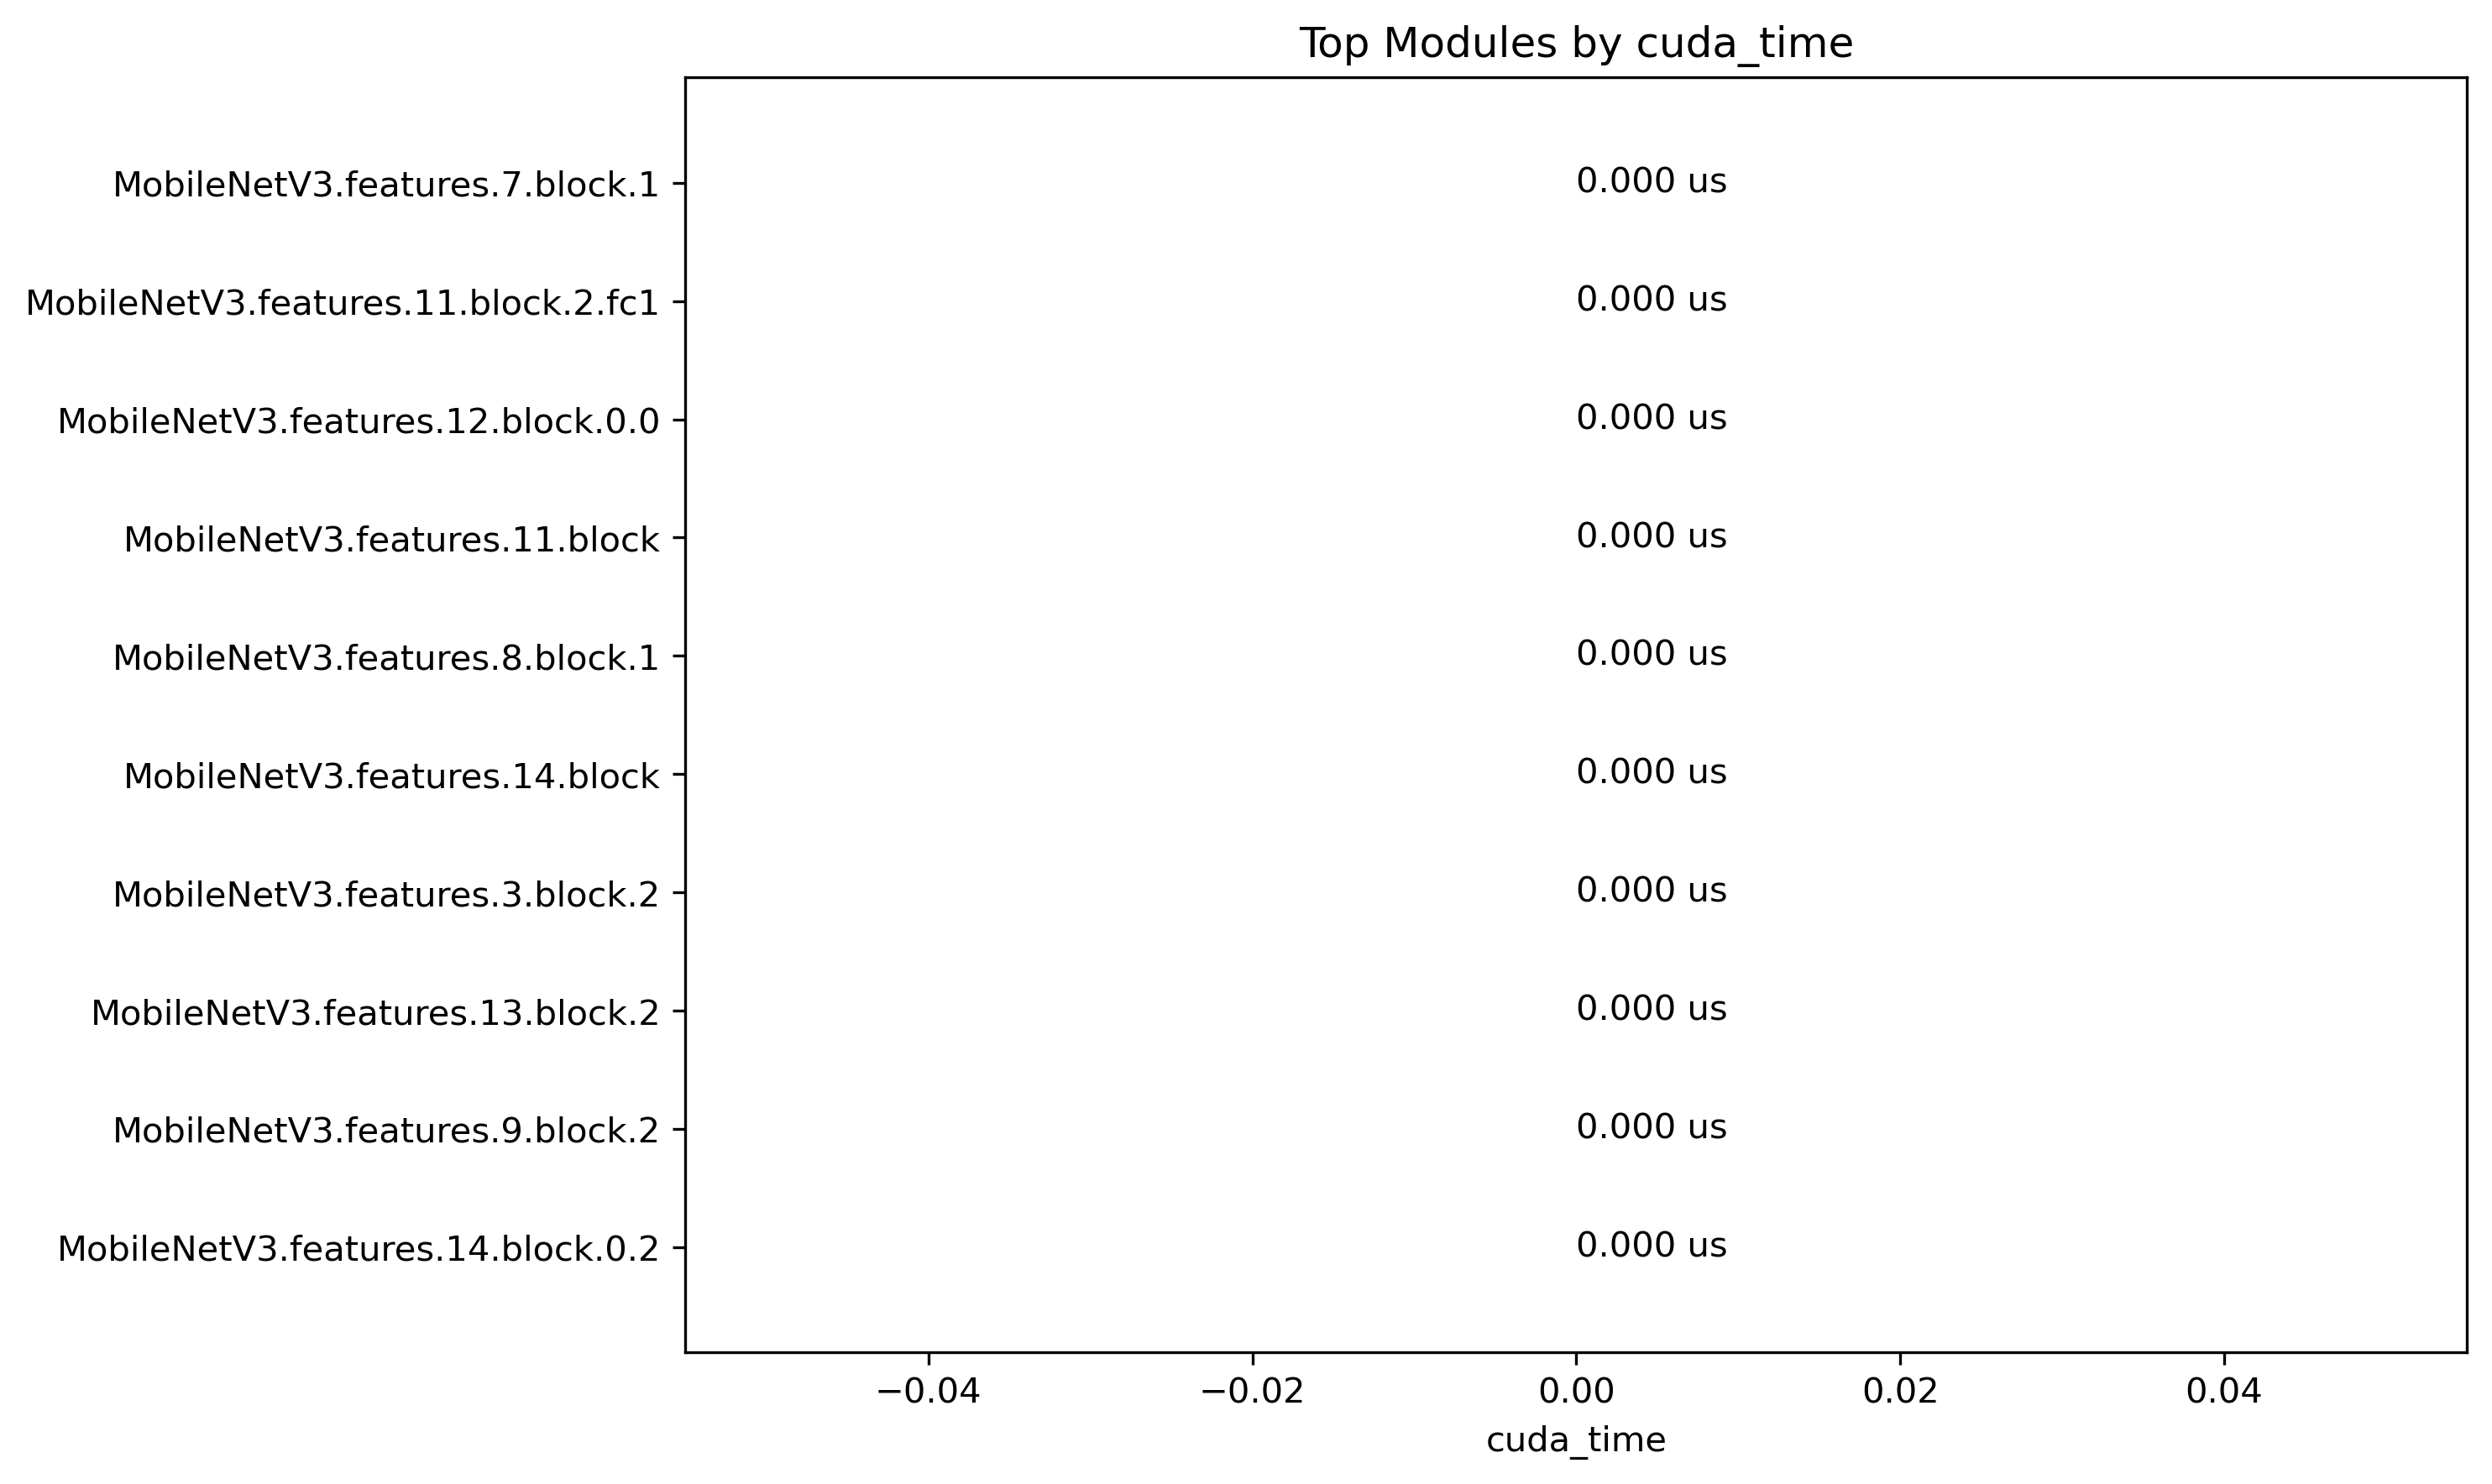 Top Modules by cuda_time
MobileNetV3.features.7.block.1 0.000 us
MobileNetV3.features.11.block.2.fc1 0.000 us
MobileNetV3.features.12.block.0.0 0.000 us
MobileNetV3.features.11.block 0.000 us
MobileNetV3.features.8.block.1 0.000 us
MobileNetV3.features.14.block 0.000 us
MobileNetV3.features.3.block.2 0.000 us
MobileNetV3.features.13.block.2 0.000 us
MobileNetV3.features.9.block.2 0.000 us
MobileNetV3.features.14.block.0.2 0.000 us
−0.04 −0.02 0.00 0.02 0.04
cuda_time